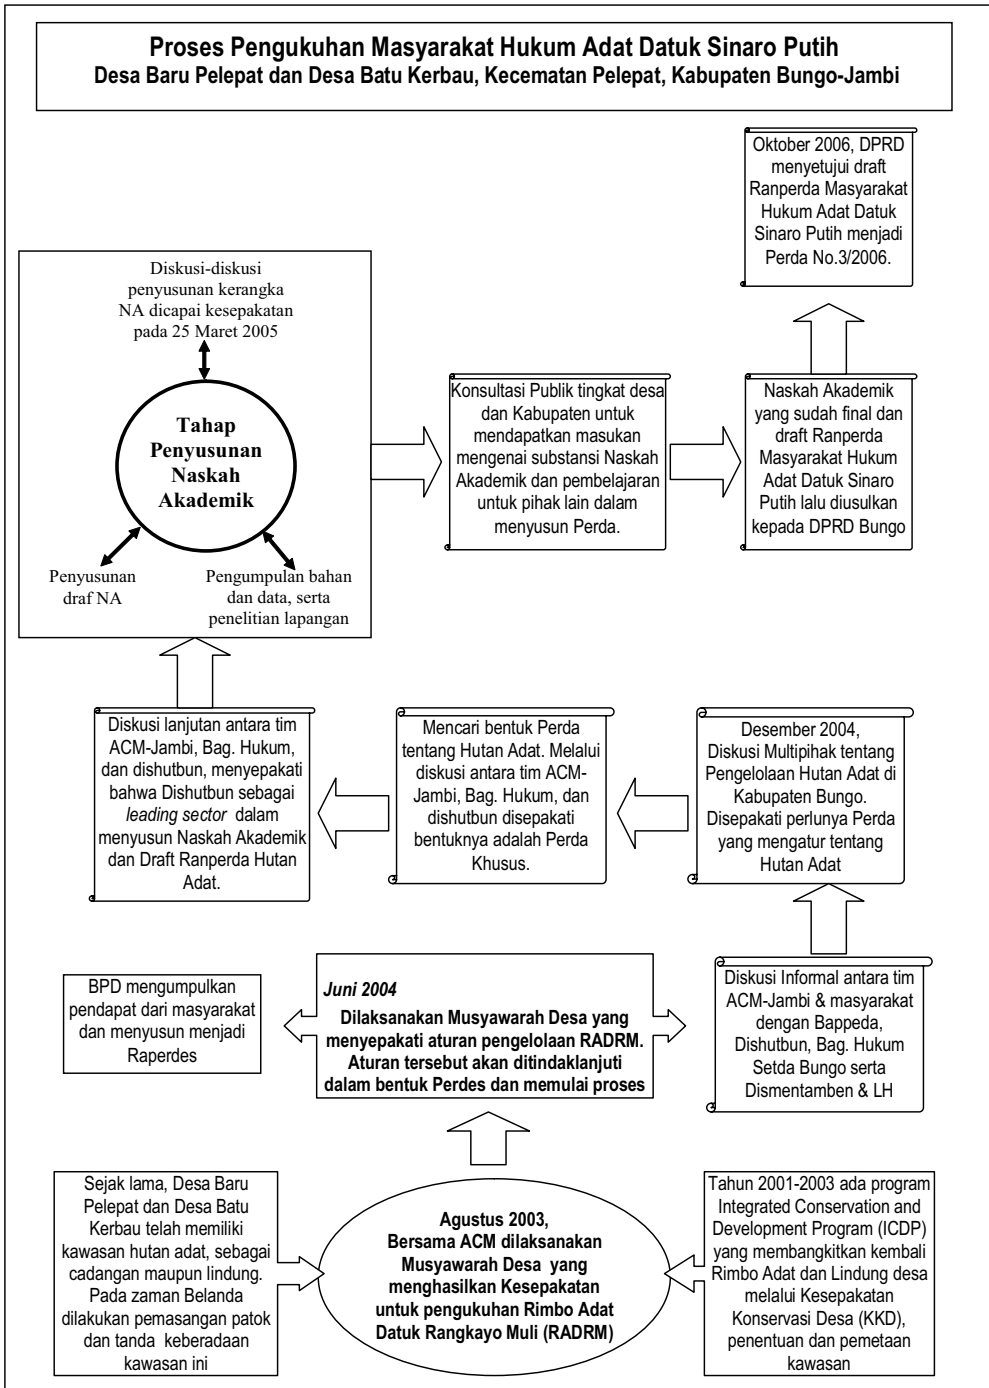 Proses Pengukuhan Masyarakat Hukum Adat Datuk Sinaro Putih
Desa Baru Pelepat dan Desa Batu Kerbau, Kecematan Pelepat, Kabupaten Bungo-Jambi
Oktober 2006, DPRD
menyetujui draft
Ranperda Masyarakat
Hukum Adat Datuk
Sinaro Putih menjadi
Perda No.3/2006.
Diskusi-diskusi
penyusunan kerangka
NA dicapai kesepakatan
pada 25 Maret 2005
Tahap
Penyusunan
Naskah
Akademik
Penyusunan
draf NA
Pengumpulan bahan
dan data, serta
penelitian lapangan
Konsultasi Publik tingkat desa
dan Kabupaten untuk
mendapatkan masukan
mengenai substansi Naskah
Akademik dan pembelajaran
untuk pihak lain dalam
menyusun Perda.
Naskah Akademik
yang sudah final dan
draft Ranperda
Masyarakat Hukum
Adat Datuk Sinaro
Putih lalu diusulkan
kepada DPRD Bungo
Diskusi lanjutan antara tim
ACM-Jambi, Bag. Hukum,
dan dishutbun, menyepakati
bahwa Dishutbun sebagai
leading sector dalam
menyusun Naskah Akademik
dan Draft Ranperda Hutan
Adat.
Mencari bentuk Perda
tentang Hutan Adat. Melalui
diskusi antara tim ACM-
Jambi, Bag. Hukum, dan
dishutbun disepakati
bentuknya adalah Perda
Khusus.
Desember 2004,
Diskusi Multipihak tentang
Pengelolaan Hutan Adat di
Kabupaten Bungo.
Disepakati perlunya Perda
yang mengatur tentang
Hutan Adat
BPD mengumpulkan
pendapat dari masyarakat
dan menyusun menjadi
Raperdes
Juni 2004
Dilaksanakan Musyawarah Desa yang
menyepakati aturan pengelolaan RADRM.
Aturan tersebut akan ditindaklanjuti
dalam bentuk Perdes dan memulai proses
Diskusi Informal antara tim
ACM-Jambi & masyarakat
dengan Bappeda,
Dishutbun, Bag. Hukum
Setda Bungo serta
Dismentamben & LH
Sejak lama, Desa Baru
Pelepat dan Desa Batu
Kerbau telah memiliki
kawasan hutan adat, sebagai
cadangan maupun lindung.
Pada zaman Belanda
dilakukan pemasangan patok
dan tanda keberadaan
kawasan ini
Agustus 2003,
Bersama ACM dilaksanakan
Musyawarah Desa yang
menghasilkan Kesepakatan
untuk pengukuhan Rimbo Adat
Datuk Rangkayo Muli (RADRM)
Tahun 2001-2003 ada program
Integrated Conservation and
Development Program (ICDP)
yang membangkitkan kembali
Rimbo Adat dan Lindung desa
melalui Kesepakatan
Konservasi Desa (KKD),
penentuan dan pemetaan
kawasan